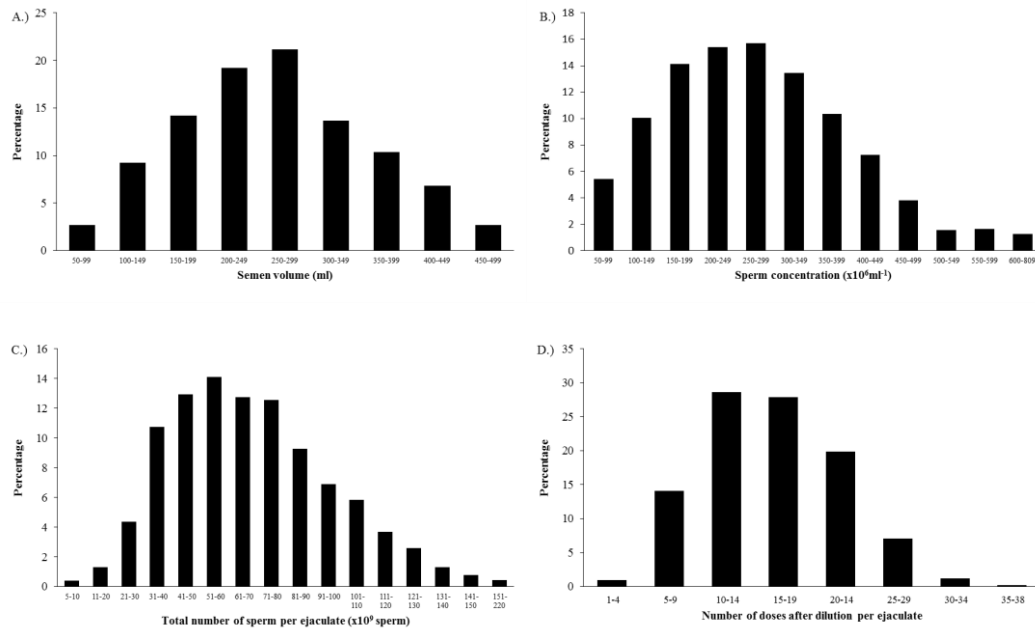 A.)
25
20
15
10
5
0
Percentage
50-99 100-149 150-199 200-249 250-299 300-349 350-399 400-449 450-499
Semen volume (ml)
B.)
18
16
14
12
10
8
6
4
2
0
Percentage
50-99 100-149 150-199 200-249 250-299 300-349 350-399 400-449 450-499 500-549 550-599 600-809
Sperm concentration (x10⁶ml⁻¹)
C.)
16
14
12
10
8
6
4
2
0
Percentage
5-10 11-20 21-30 31-40 41-50 51-60 61-70 71-80 81-90 91-100 101- 111- 121- 131- 141- 151-
110 120 130 140 150 220
Total number of sperm per ejaculate (x10⁹ sperm)
D.)
35
30
25
20
15
10
5
0
Percentage
1-4 5-9 10-14 15-19 20-14 25-29 30-34 35-38
Number of doses after dilution per ejaculate